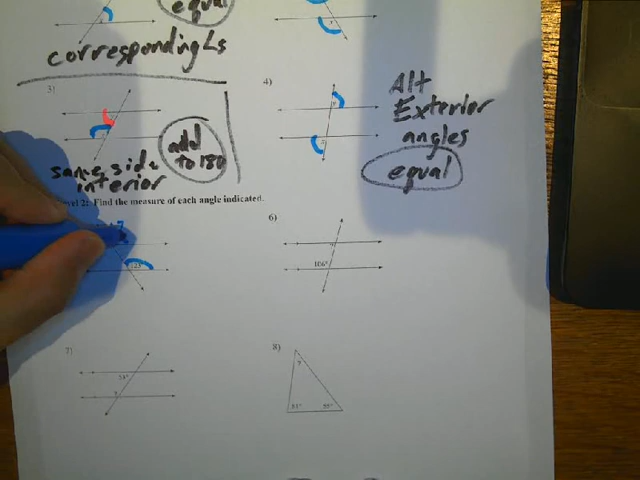 equal
corresponding ∠s
3)
add
to 180
same side
interior
4)
Alt
Exterior
angles
equal
Level 2: Find the measure of each angle indicated.
6)
106°
7)
8)